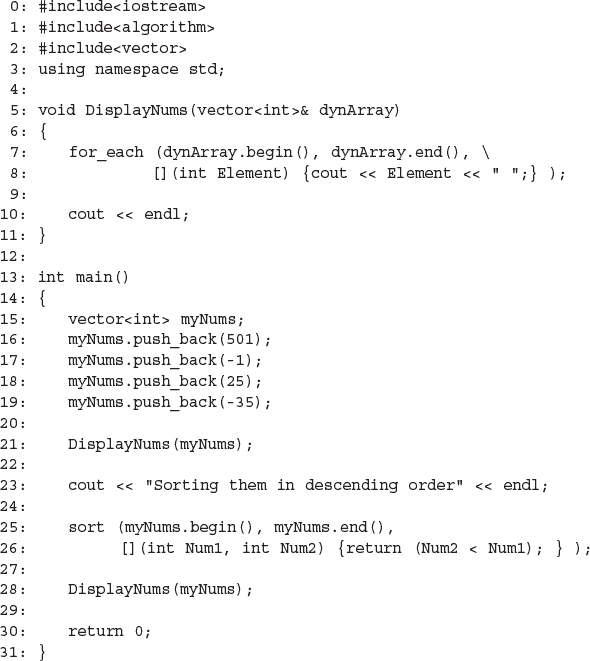 0: #include<iostream>
1: #include<algorithm>
2: #include<vector>
3: using namespace std;
4:
5: void DisplayNums(vector<int>& dynArray)
6: {
7:    for_each (dynArray.begin(), dynArray.end(), \
8:            [](int Element) {cout << Element << " ";} );
9:
10:    cout << endl;
11: }
12:
13: int main()
14: {
15:    vector<int> myNums;
16:    myNums.push_back(501);
17:    myNums.push_back(-1);
18:    myNums.push_back(25);
19:    myNums.push_back(-35);
20:
21:    DisplayNums(myNums);
22:
23:    cout << "Sorting them in descending order" << endl;
24:
25:    sort (myNums.begin(), myNums.end(),
26:         [](int Num1, int Num2) {return (Num2 < Num1); } );
27:
28:    DisplayNums(myNums);
29:
30:    return 0;
31: }